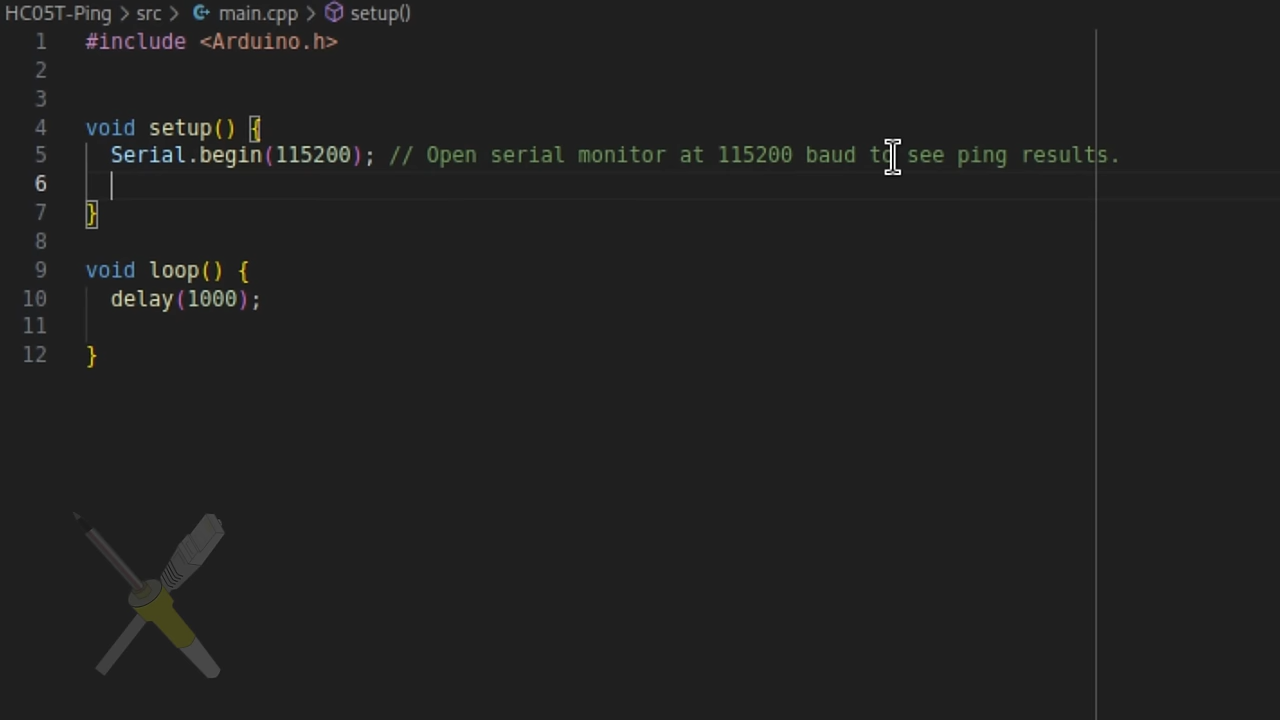 HC05T-Ping > src > main.cpp > setup()
1 #include <Arduino.h>
2
3
4 void setup() {
5 Serial.begin(115200); // Open serial monitor at 115200 baud to see ping results.
6
7 }
8
9 void loop() {
10 delay(1000);
11
12 }